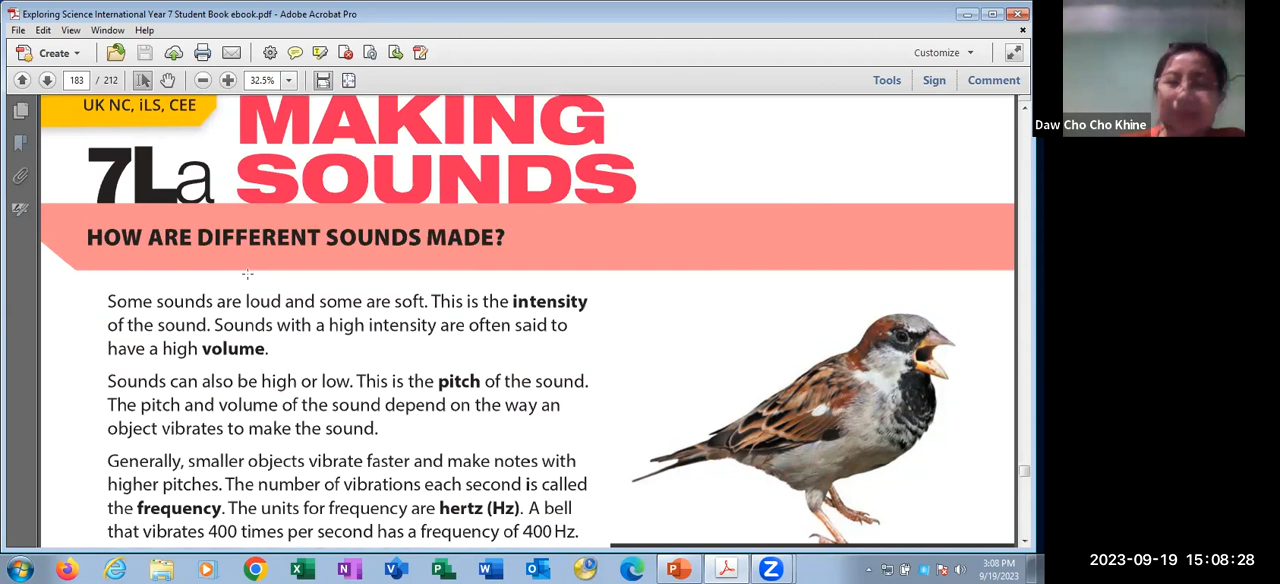 Exploring Science International Year 7 Student Book ebook.pdf - Adobe Acrobat Pro
File Edit View Window Help
Create
Customize
183 / 212
32.5%
Tools Sign Comment
UK NC, iLS, CEE
7La
MAKING
SOUNDS
HOW ARE DIFFERENT SOUNDS MADE?
Some sounds are loud and some are soft. This is the intensity
of the sound. Sounds with a high intensity are often said to
have a high volume.
Sounds can also be high or low. This is the pitch of the sound.
The pitch and volume of the sound depend on the way an
object vibrates to make the sound.
Generally, smaller objects vibrate faster and make notes with
higher pitches. The number of vibrations each second is called
the frequency. The units for frequency are hertz (Hz). A bell
that vibrates 400 times per second has a frequency of 400 Hz.
Daw Cho Cho Khine
3:08 PM
9/19/2023
2023-09-19 15:08:28